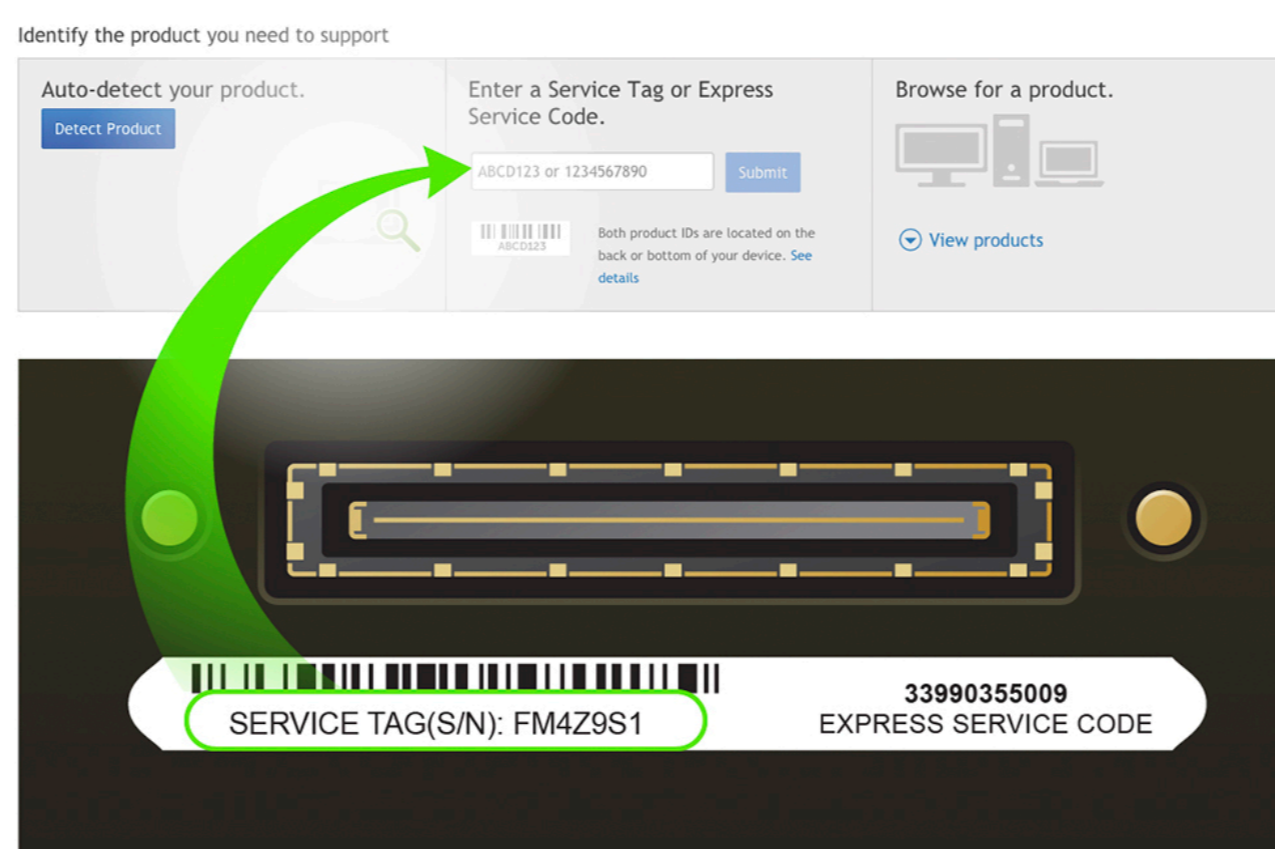 Identify the product you need to support
Auto-detect your product.
Detect Product
Enter a Service Tag or Express
Service Code.
ABCD123 or 1234567890
Submit
ABCD123
Both product IDs are located on the
back or bottom of your device. See
details
Browse for a product.
View products
SERVICE TAG(S/N): FM4Z9S1
33990355009
EXPRESS SERVICE CODE